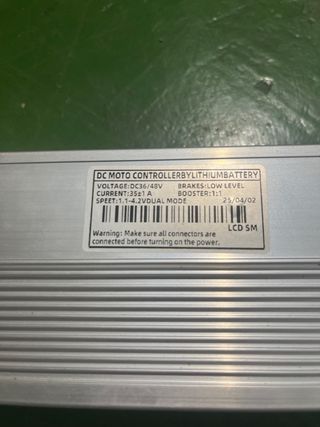 DC MOTO CONTROLLERBYLITHIUMBATTERY
VOLTAGE:DC36/48V BRAKES:LOW LEVEL
CURRENT:35±1 A BOOSTER:1:1
SPEET:1.1-4.2VDUAL MODE 25/04/02
LCD SM
Warning: Make sure all connectors are
connected before turning on the power.